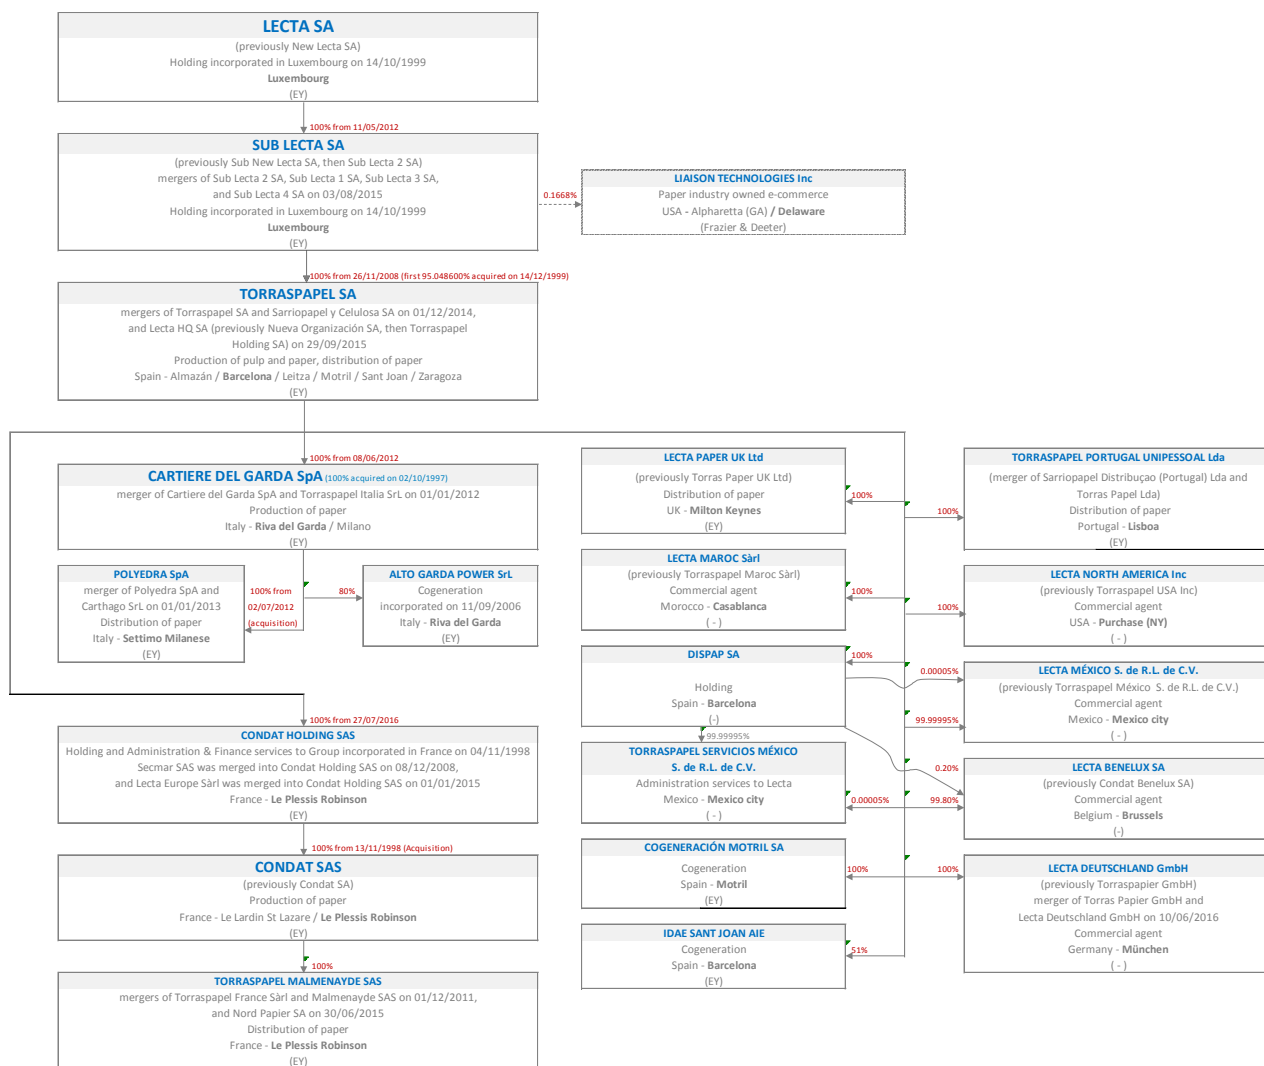 LECTA SA
(previously New Lecta SA)
Holding incorporated in Luxembourg on 14/10/1999
Luxembourg
(EY)
100% from 11/05/2012
SUB LECTA SA
(previously Sub New Lecta SA, then Sub Lecta 2 SA)
mergers of Sub Lecta 2 SA, Sub Lecta 1 SA, Sub Lecta 3 SA,
and Sub Lecta 4 SA on 03/08/2015
Holding incorporated in Luxembourg on 14/10/1999
Luxembourg
(EY)
0.1668%
LIAISON TECHNOLOGIES Inc
Paper industry owned e-commerce
USA - Alpharetta (GA) / Delaware
(Frazier & Deeter)
100% from 26/11/2008 (first 95.048600% acquired on 14/12/1999)
TORRASPAPEL SA
mergers of Torraspapel SA and Sarriopapel y Celulosa SA on 01/12/2014,
and Lecta HQ SA (previously Nueva Organización SA, then Torraspapel
Holding SA) on 29/09/2015
Production of pulp and paper, distribution of paper
Spain - Almazán / Barcelona / Leitza / Motril / Sant Joan / Zaragoza
(EY)
100% from 08/06/2012
CARTIERE DEL GARDA SpA (100% acquired on 02/10/1997)
merger of Cartiere del Garda SpA and Torraspapel Italia SrL on 01/01/2012
Production of paper
Italy - Riva del Garda / Milano
(EY)
POLYEDRA SpA
merger of Polyedra SpA and
Carthago SrL on 01/01/2013
Distribution of paper
Italy - Settimo Milanese
(EY)
100% from
02/07/2012
(acquisition)
80%
ALTO GARDA POWER SrL
Cogeneration
incorporated on 11/09/2006
Italy - Riva del Garda
(EY)
100% from 27/07/2016
CONDAT HOLDING SAS
Holding and Administration & Finance services to Group incorporated in France on 04/11/1998
Secmar SAS was merged into Condat Holding SAS on 08/12/2008,
and Lecta Europe Sàrl was merged into Condat Holding SAS on 01/01/2015
France - Le Plessis Robinson
(EY)
100% from 13/11/1998 (Acquisition)
CONDAT SAS
(previously Condat SA)
Production of paper
France - Le Lardin St Lazare / Le Plessis Robinson
(EY)
100%
TORRASPAPEL MALMENAYDE SAS
mergers of Torraspapel France Sàrl and Malmenayde SAS on 01/12/2011,
and Nord Papier SA on 30/06/2015
Distribution of paper
France - Le Plessis Robinson
(EY)
LECTA PAPER UK Ltd
(previously Torras Paper UK Ltd)
Distribution of paper
UK - Milton Keynes
(EY)
100%
LECTA MAROC Sàrl
(previously Torraspapel Maroc Sàrl)
Commercial agent
Morocco - Casablanca
( - )
100%
DISPAP SA
Holding
Spain - Barcelona
(-)
100%
99.99995%
TORRASPAPEL SERVICIOS MÉXICO
S. de R.L. de C.V.
Administration services to Lecta
Mexico - Mexico city
( - )
0.00005%
COGENERACIÓN MOTRIL SA
Cogeneration
Spain - Motril
(EY)
100%
IDAE SANT JOAN AIE
Cogeneration
Spain - Barcelona
(EY)
51%
100%
TORRASPAPEL PORTUGAL UNIPESSOAL Lda
(merger of Sarriopapel Distribuçao (Portugal) Lda and
Torras Papel Lda)
Distribution of paper
Portugal - Lisboa
(EY)
100%
LECTA NORTH AMERICA Inc
(previously Torraspapel USA Inc)
Commercial agent
USA - Purchase (NY)
( - )
0.00005%
99.99995%
LECTA MÉXICO S. de R.L. de C.V.
(previously Torraspapel México S. de R.L. de C.V.)
Commercial agent
Mexico - Mexico city
( - )
0.20%
99.80%
LECTA BENELUX SA
(previously Condat Benelux SA)
Commercial agent
Belgium - Brussels
(-)
100%
LECTA DEUTSCHLAND GmbH
(previously Torraspapier GmbH)
merger of Torras Papier GmbH and
Lecta Deutschland GmbH on 10/06/2016
Commercial agent
Germany - München
( - )